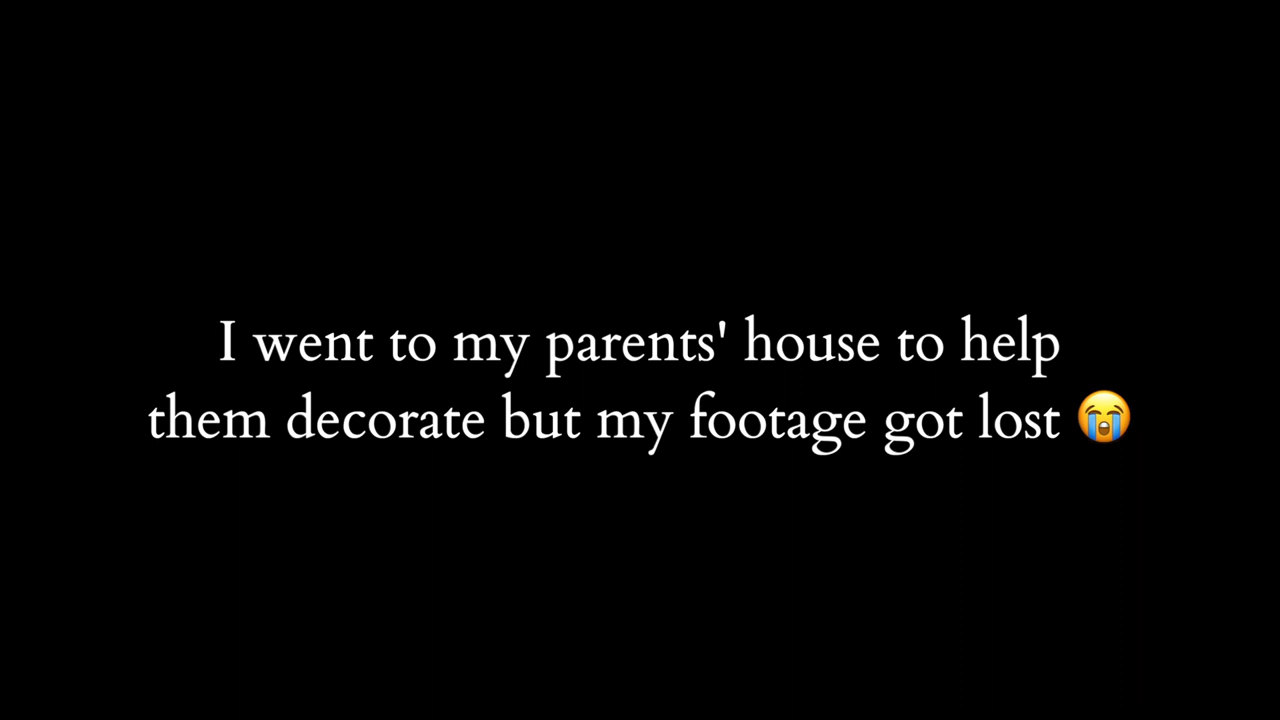 I went to my parents' house to help
them decorate but my footage got lost 😭